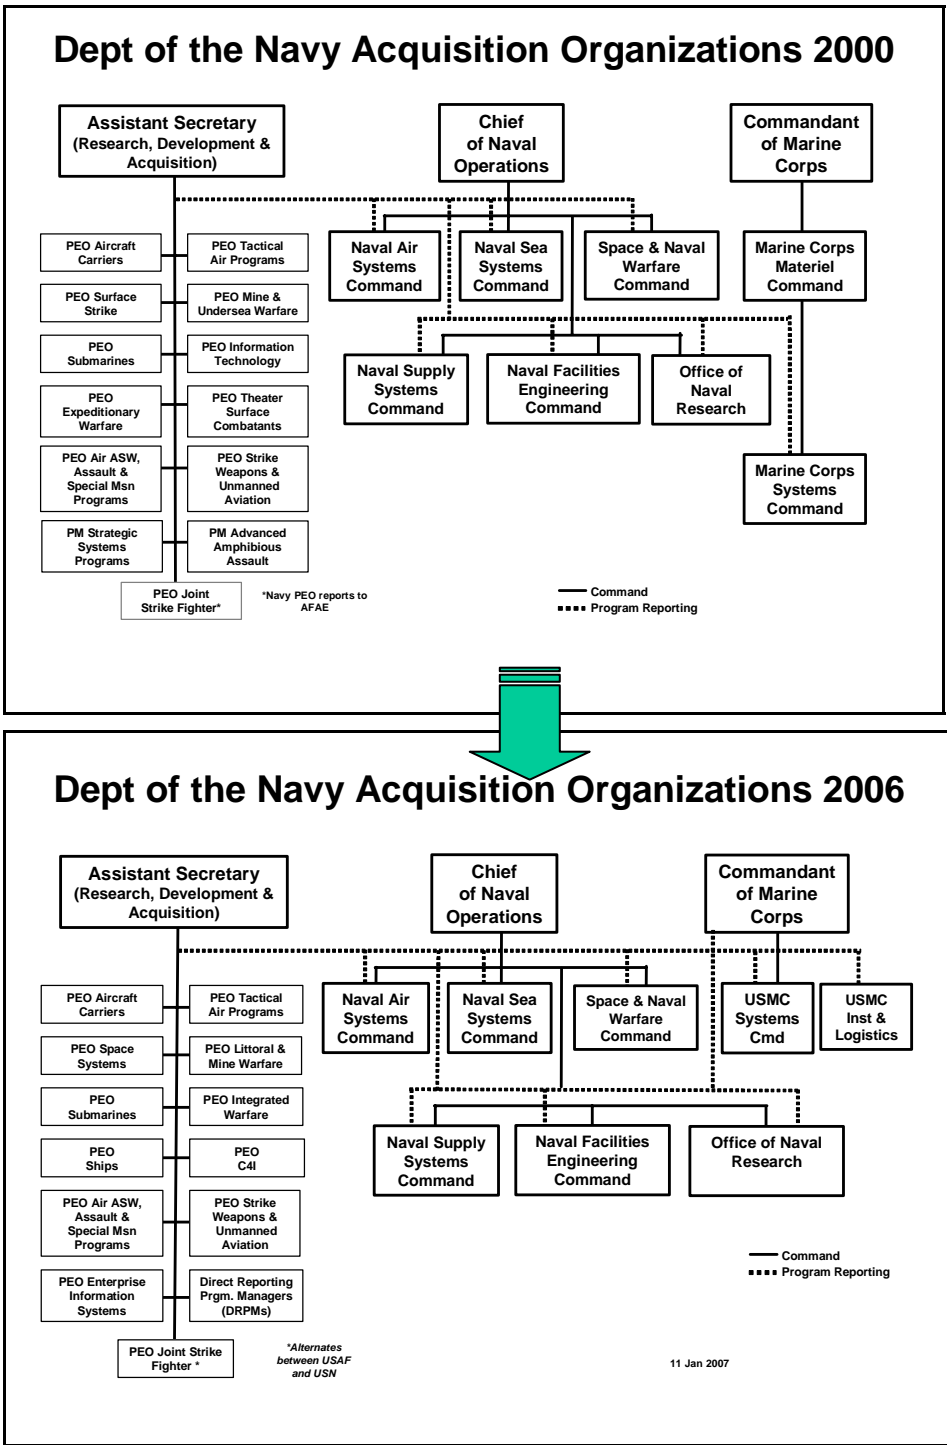 Dept of the Navy Acquisition Organizations 2000
Assistant Secretary
(Research, Development &
Acquisition)
Chief
of Naval
Operations
Commandant
of Marine
Corps
PEO Aircraft
Carriers
PEO Tactical
Air Programs
PEO Surface
Strike
PEO Mine &
Undersea Warfare
PEO
Submarines
PEO Information
Technology
PEO
Expeditionary
Warfare
PEO Theater
Surface
Combatants
PEO Air ASW,
Assault &
Special Msn
Programs
PEO Strike
Weapons &
Unmanned
Aviation
PM Strategic
Systems
Programs
PM Advanced
Amphibious
Assault
PEO Joint
Strike Fighter*
*Navy PEO reports to
AFAE
Naval Air
Systems
Command
Naval Sea
Systems
Command
Space & Naval
Warfare
Command
Marine Corps
Materiel
Command
Naval Supply
Systems
Command
Naval Facilities
Engineering
Command
Office of
Naval
Research
Marine Corps
Systems
Command
Command
Program Reporting
Dept of the Navy Acquisition Organizations 2006
Assistant Secretary
(Research, Development &
Acquisition)
Chief
of Naval
Operations
Commandant
of Marine
Corps
PEO Aircraft
Carriers
PEO Tactical
Air Programs
PEO Space
Systems
PEO Littoral &
Mine Warfare
PEO
Submarines
PEO Integrated
Warfare
PEO
Ships
PEO
C4I
PEO Air ASW,
Assault &
Special Msn
Programs
PEO Strike
Weapons &
Unmanned
Aviation
PEO Enterprise
Information
Systems
Direct Reporting
Prgm. Managers
(DRPMs)
PEO Joint Strike
Fighter *
*Alternates
between USAF
and USN
Naval Air
Systems
Command
Naval Sea
Systems
Command
Space & Naval
Warfare
Command
USMC
Systems
Cmd
USMC
Inst &
Logistics
Naval Supply
Systems
Command
Naval Facilities
Engineering
Command
Office of Naval
Research
Command
Program Reporting
11 Jan 2007